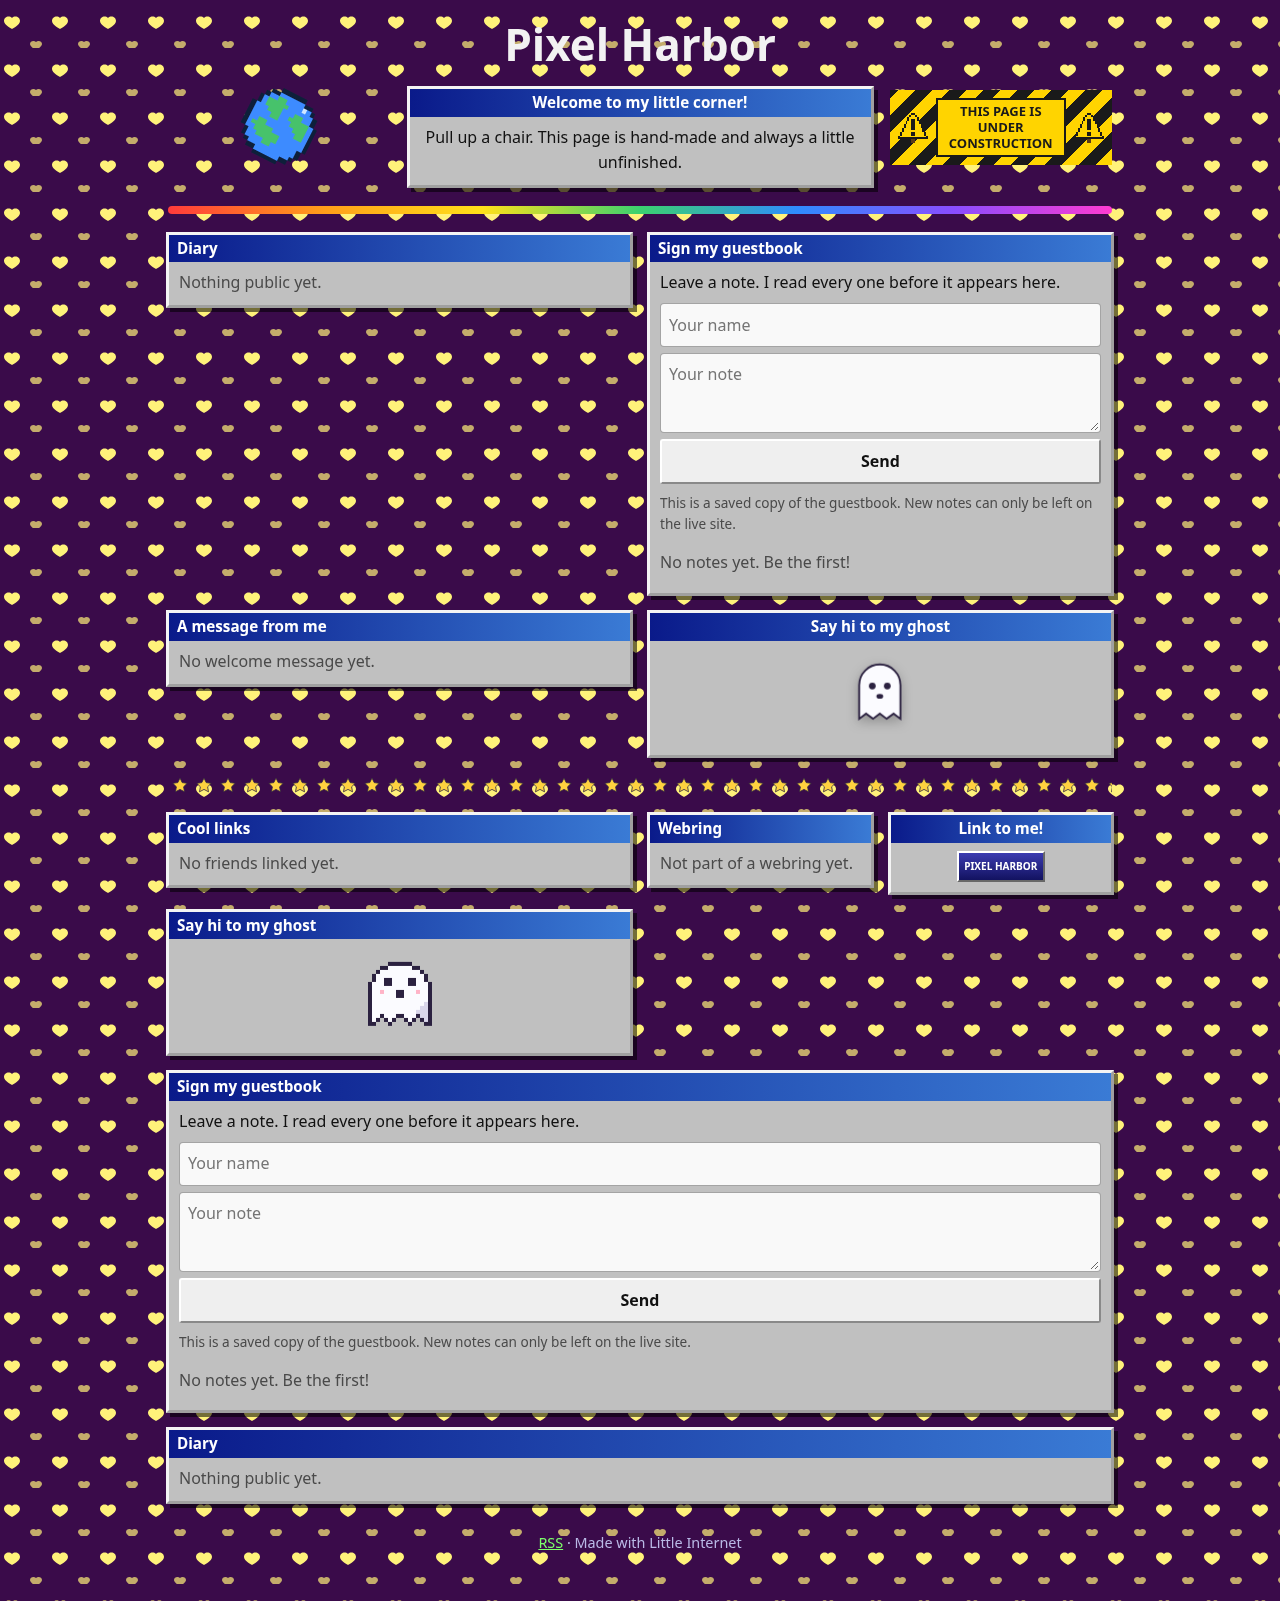 Pixel Harbor
Welcome to my little corner!
Pull up a chair. This page is hand-made and always a little
unfinished.
THIS PAGE IS
UNDER
CONSTRUCTION
Diary
Nothing public yet.
Sign my guestbook
Leave a note. I read every one before it appears here.
Your name
Your note
Send
This is a saved copy of the guestbook. New notes can only be left on
the live site.
No notes yet. Be the first!
A message from me
No welcome message yet.
Say hi to my ghost
Cool links
No friends linked yet.
Webring
Not part of a webring yet.
Link to me!
PIXEL HARBOR
Say hi to my ghost
Sign my guestbook
Leave a note. I read every one before it appears here.
Your name
Your note
Send
This is a saved copy of the guestbook. New notes can only be left on the live site.
No notes yet. Be the first!
Diary
Nothing public yet.
RSS · Made with Little Internet